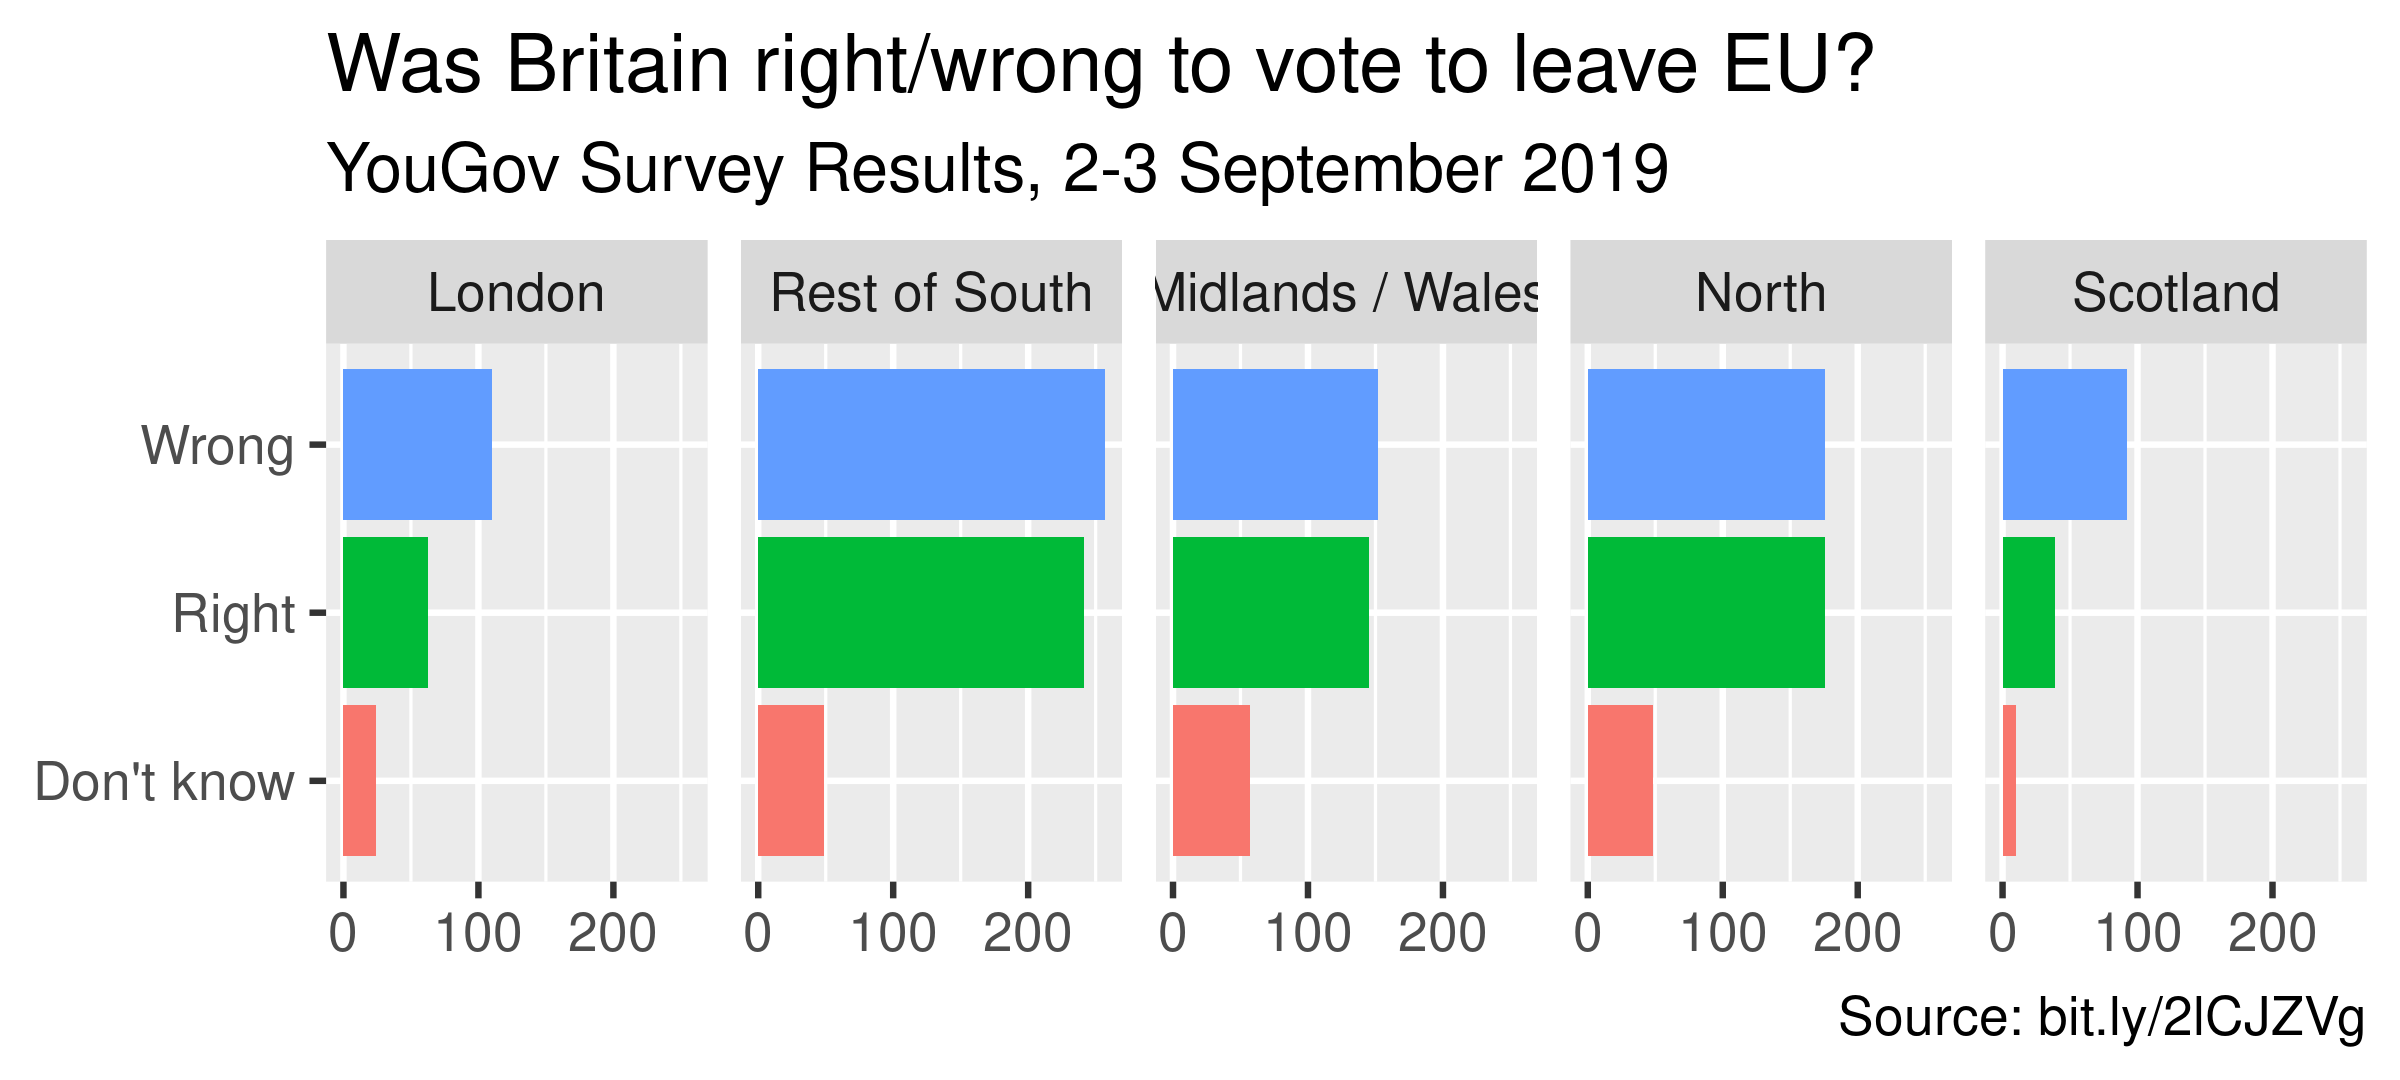 Was Britain right/wrong to vote to leave EU?
YouGov Survey Results, 2-3 September 2019
London Rest of South Midlands / Wales North Scotland
Wrong
Right
Don't know
0 100 200 0 100 200 0 100 200 0 100 200 0 100 200
Source: bit.ly/2lCJZVg